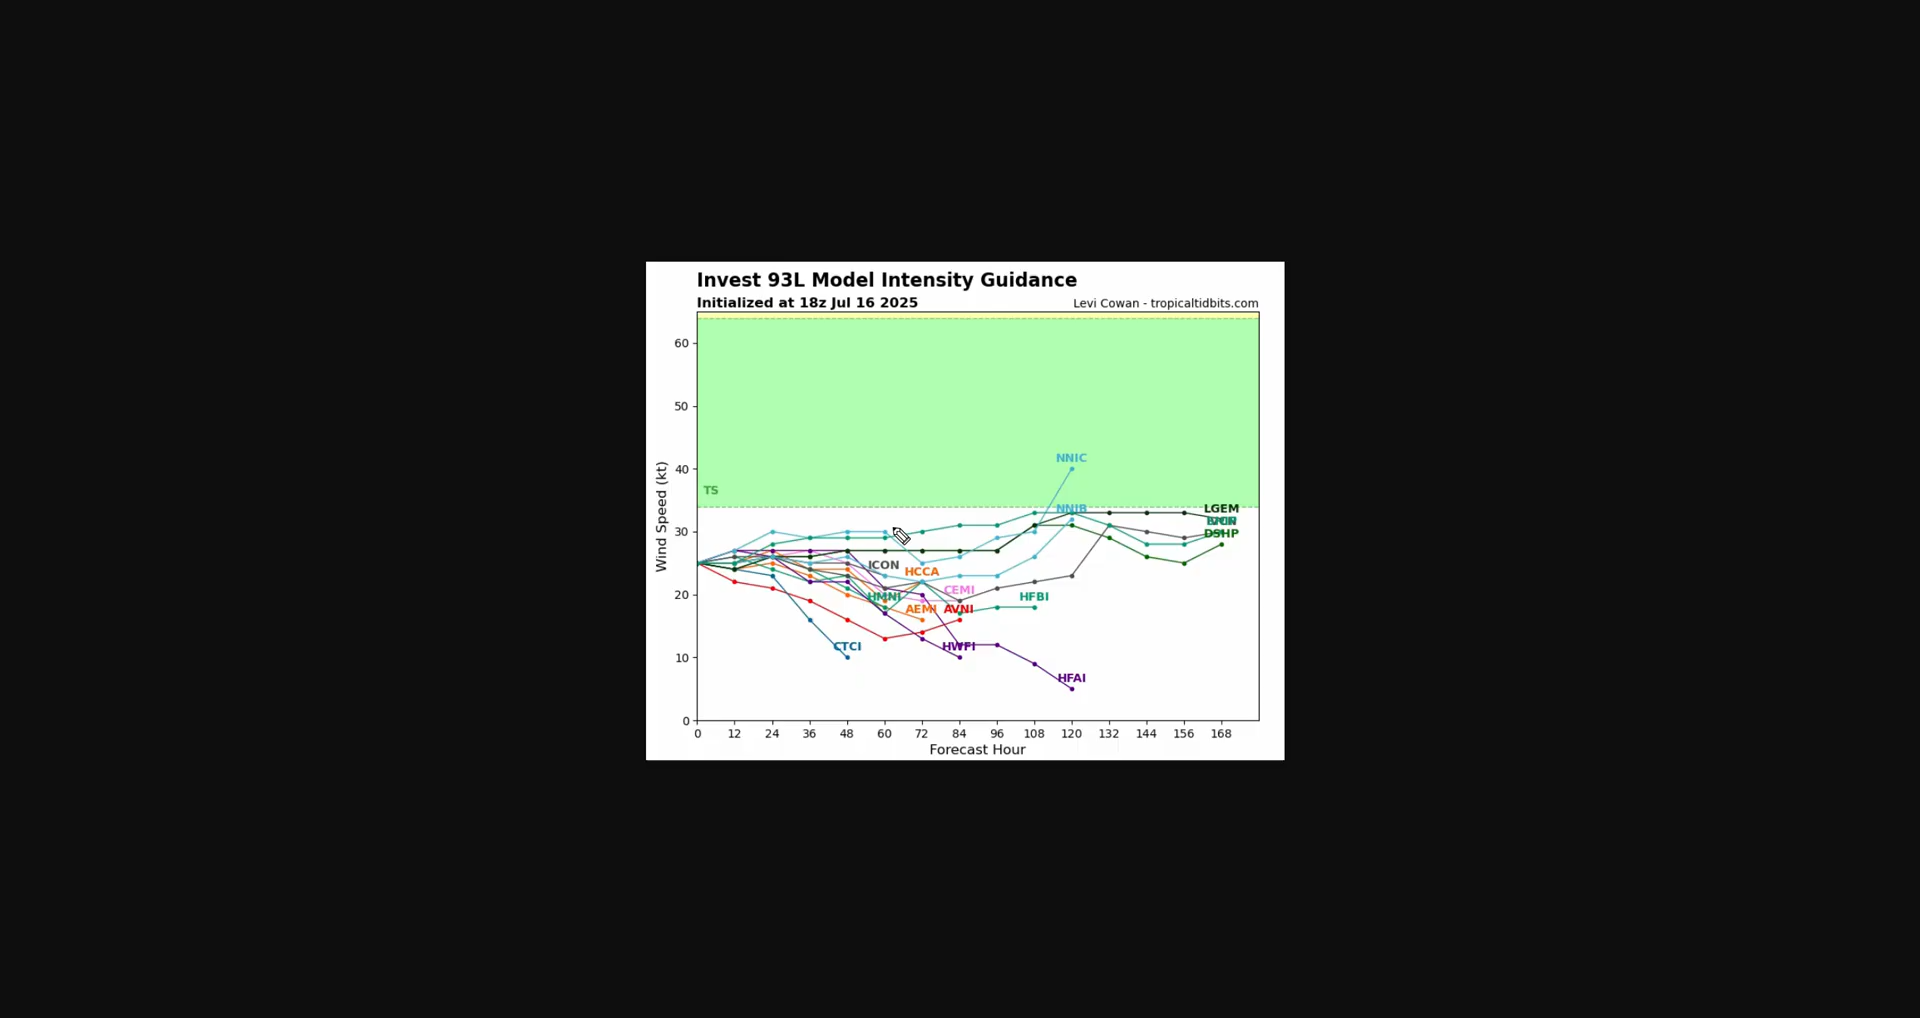 Invest 93L Model Intensity Guidance
Initialized at 18z Jul 16 2025
Levi Cowan - tropicaltidbits.com
Wind Speed (kt)
60
50
40
30
20
10
0
TS
NNIC
NNIB
LGEM
DSHP
ICON
HCCA
CEMI
HMNI
HFBI
AEMI
AVNI
CTCI
HWFI
HFAI
0 12 24 36 48 60 72 84 96 108 120 132 144 156 168
Forecast Hour